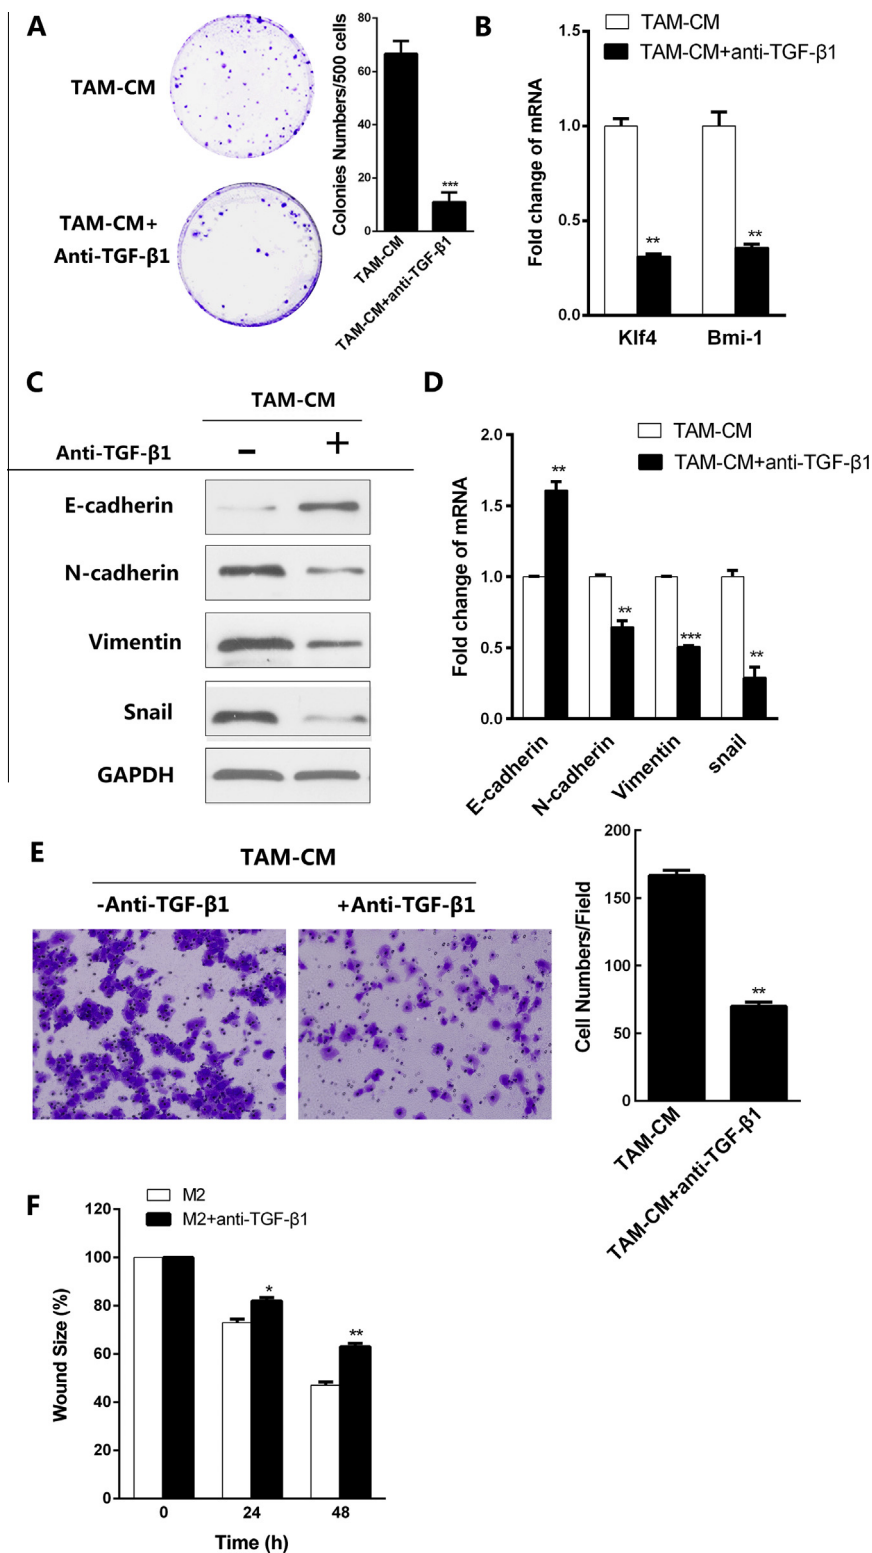 A
TAM-CM
TAM-CM+
Anti-TGF-β1
Colonies Numbers/500 cells
80
60
40
20
0
***
TAM-CM
TAM-CM+anti-TGF-β1
B
TAM-CM
TAM-CM+anti-TGF-β1
Fold change of mRNA
1.5
1.0
0.5
0.0
**
**
Klf4
Bmi-1
C
TAM-CM
Anti-TGF-β1
-
+
E-cadherin
N-cadherin
Vimentin
Snail
GAPDH
D
TAM-CM
TAM-CM+anti-TGF-β1
Fold change of mRNA
2.0
1.5
1.0
0.5
0.0
**
**
***
**
E-cadherin
N-cadherin
Vimentin
snail
E
TAM-CM
-Anti-TGF-β1
+Anti-TGF-β1
Cell Numbers/Field
200
150
100
50
0
**
TAM-CM
TAM-CM+anti-TGF-β1
F
M2
M2+anti-TGF-β1
Wound Size (%)
120
100
80
60
40
20
0
*
**
0
24
48
Time (h)